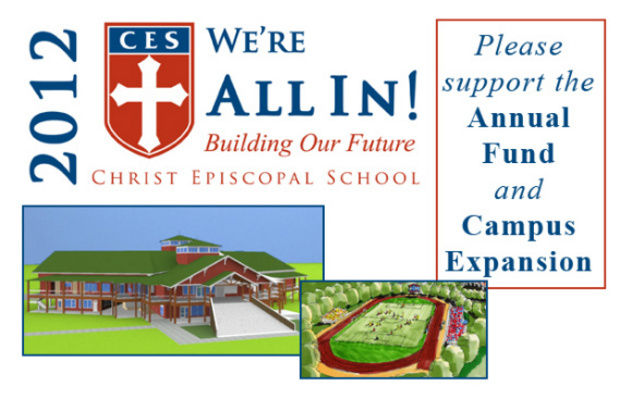 2012
CES
WE'RE
ALL IN!
Building Our Future
CHRIST EPISCOPAL SCHOOL
Please
support the
Annual
Fund
and
Campus
Expansion